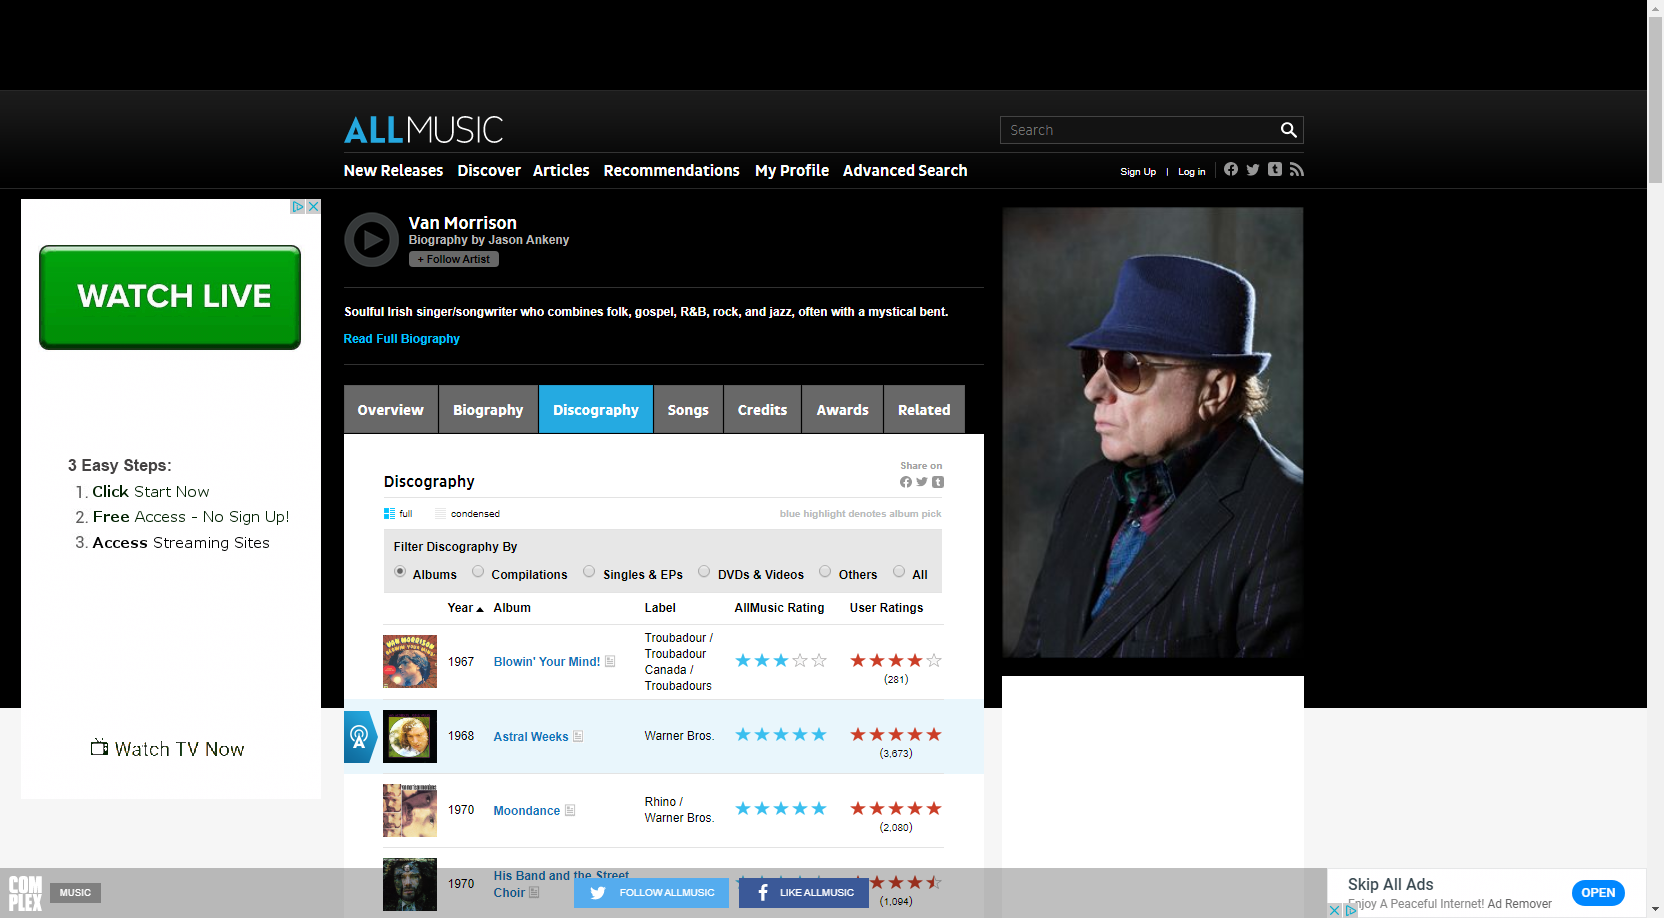 ALLMUSIC
Search
New Releases Discover Articles Recommendations My Profile Advanced Search
Sign Up | Log in
WATCH LIVE
3 Easy Steps:
1. Click Start Now
2. Free Access - No Sign Up!
3. Access Streaming Sites
Watch TV Now
Van Morrison
Biography by Jason Ankeny
+ Follow Artist
Soulful Irish singer/songwriter who combines folk, gospel, R&B, rock, and jazz, often with a mystical bent.
Read Full Biography
Overview Biography Discography Songs Credits Awards Related
Share on
Discography
full condensed blue highlight denotes album pick
Filter Discography By
Albums Compilations Singles & EPs DVDs & Videos Others All
Year Album Label AllMusic Rating User Ratings
VAN MORRISON
BLOWIN' YOUR MIND!
1967 Blowin' Your Mind!
Troubadour /
Troubadour
Canada /
Troubadours
(281)
1968 Astral Weeks Warner Bros.
(3,673)
1970 Moondance
Rhino /
Warner Bros.
(2,080)
1970
His Band and the Street
Choir
(1,094)
COMPLEX
MUSIC
FOLLOW ALLMUSIC
LIKE ALLMUSIC
Skip All Ads
Enjoy A Peaceful Internet! Ad Remover
OPEN